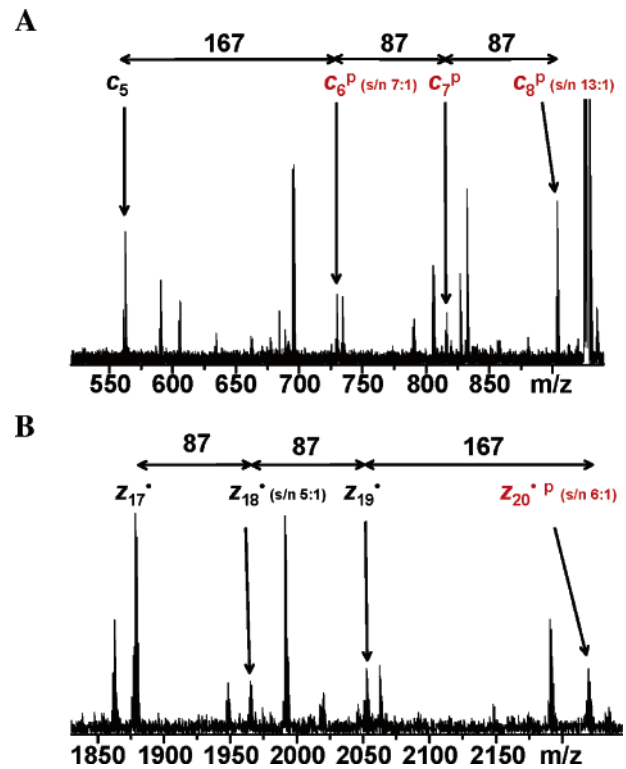 A
167 87 87
c₅ c₆ᵖ (s/n 7:1) c₇ᵖ c₈ᵖ (s/n 13:1)
550 600 650 700 750 800 850 m/z
B
87 87 167
z₁₇• z₁₈• (s/n 5:1) z₁₉• z₂₀• ᵖ (s/n 6:1)
1850 1900 1950 2000 2050 2100 2150 m/z